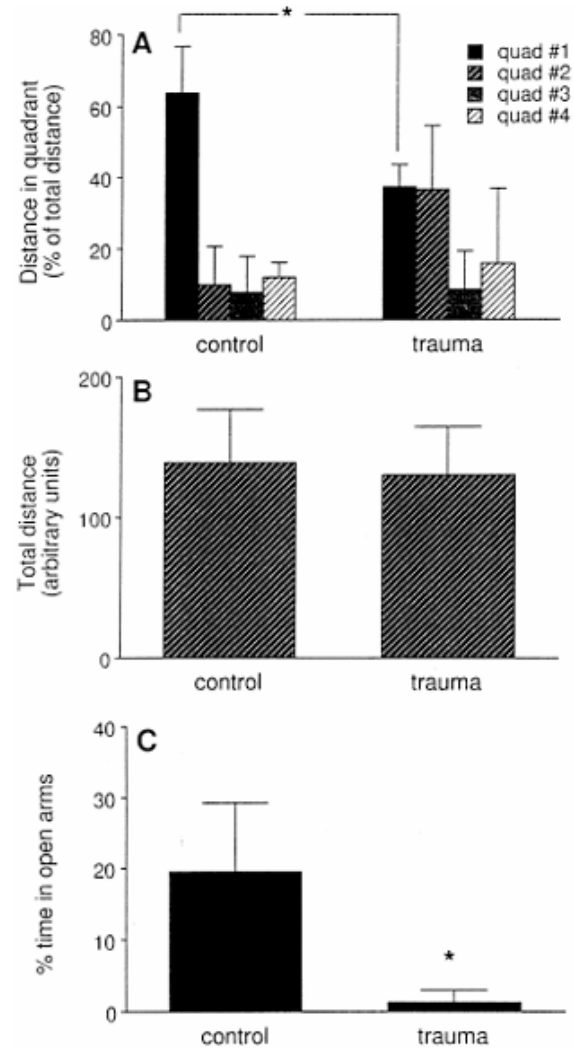 A
*
80
60
40
20
0
Distance in quadrant
(% of total distance)
quad #1
quad #2
quad #3
quad #4
control
trauma
B
200
100
0
Total distance
(arbitrary units)
control
trauma
C
40
30
20
10
0
% time in open arms
*
control
trauma